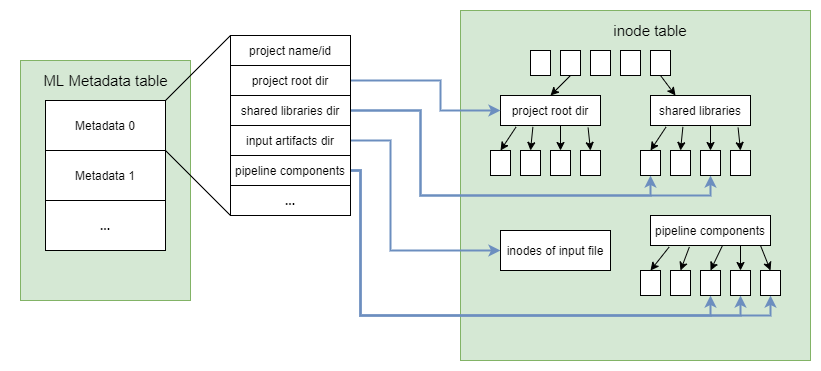 ML Metadata table
Metadata 0
Metadata 1
...
project name/id
project root dir
shared libraries dir
input artifacts dir
pipeline components
...
inode table
project root dir
shared libraries
inodes of input file
pipeline components